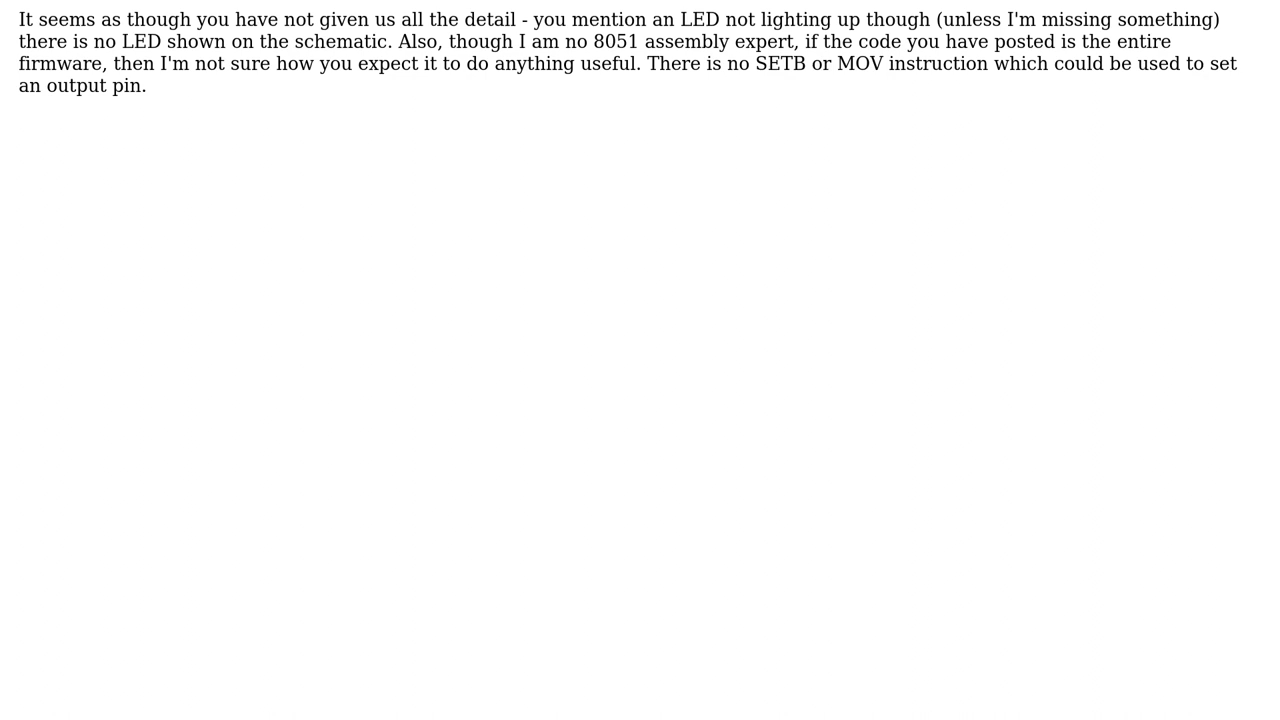 It seems as though you have not given us all the detail - you mention an LED not lighting up though (unless I'm missing something)
there is no LED shown on the schematic. Also, though I am no 8051 assembly expert, if the code you have posted is the entire
firmware, then I'm not sure how you expect it to do anything useful. There is no SETB or MOV instruction which could be used to set
an output pin.